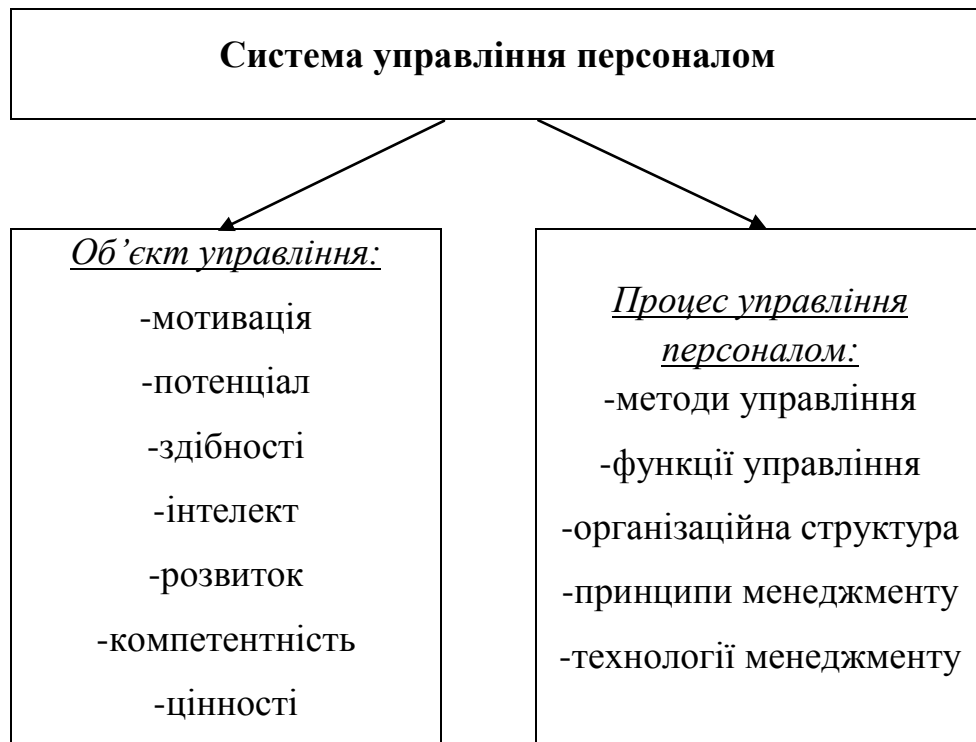 Система управління персоналом
Об’єкт управління:
-мотивація
-потенціал
-здібності
-інтелект
-розвиток
-компетентність
-цінності
Процес управління
персоналом:
-методи управління
-функції управління
-організаційна структура
-принципи менеджменту
-технології менеджменту